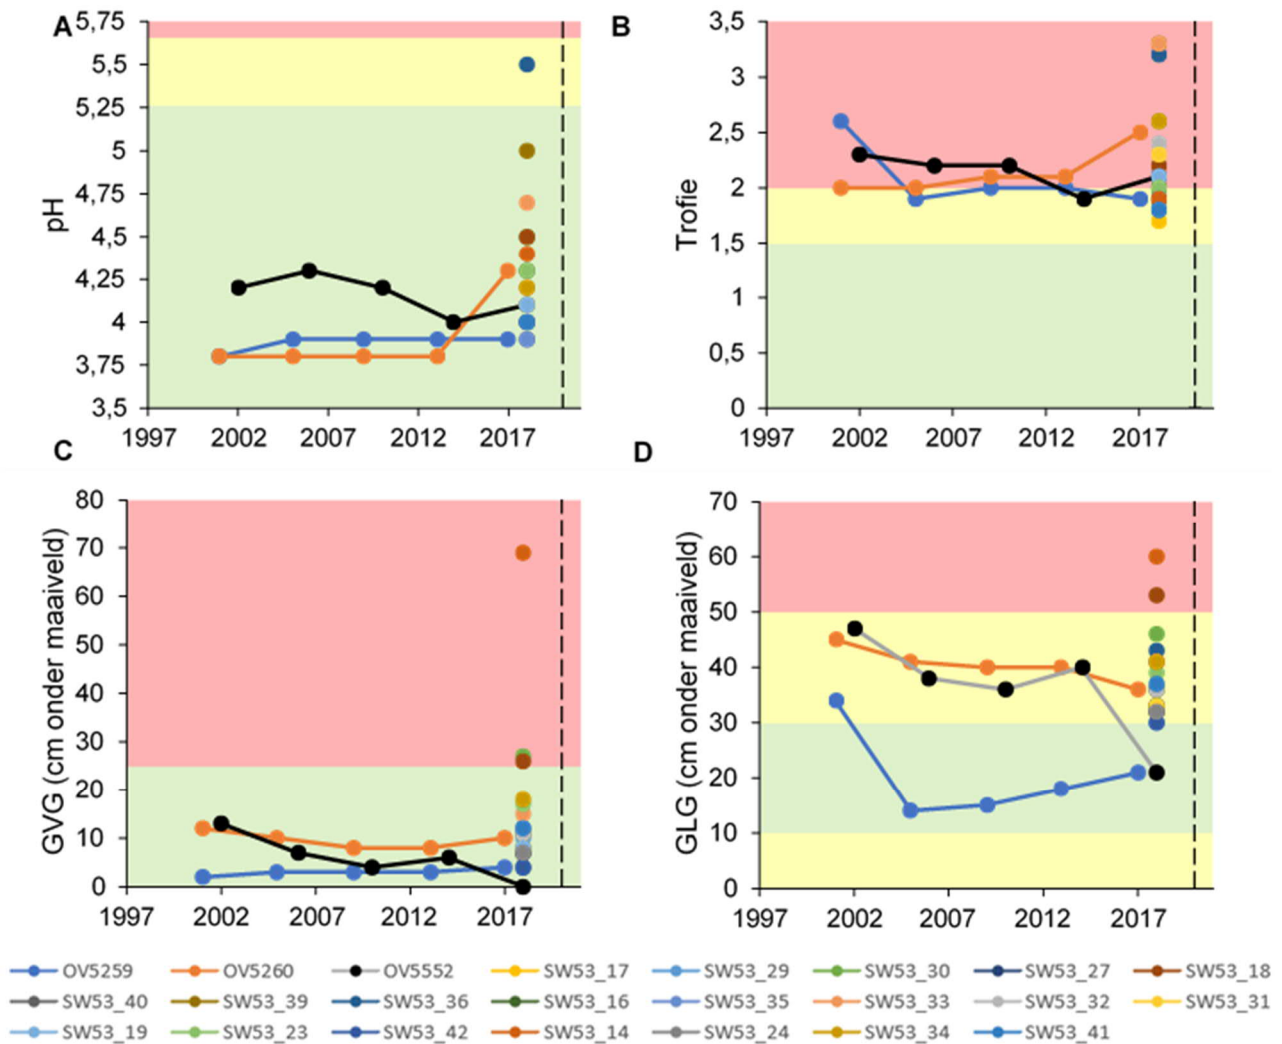 A
B
5,75
5,5
5,25
5
4,75
4,5
4,25
4
3,75
3,5
pH
1997 2002 2007 2012 2017
3,5
3
2,5
2
1,5
1
0,5
0
Trofie
1997 2002 2007 2012 2017
C
D
80
70
60
50
40
30
20
10
0
GVG (cm onder maaiveld)
1997 2002 2007 2012 2017
70
60
50
40
30
20
10
0
GLG (cm onder maaiveld)
1997 2002 2007 2012 2017
OV5259 OV5260 OV5552 SW53_17 SW53_29 SW53_30 SW53_27 SW53_18
SW53_40 SW53_39 SW53_36 SW53_16 SW53_35 SW53_33 SW53_32 SW53_31
SW53_19 SW53_23 SW53_42 SW53_14 SW53_24 SW53_34 SW53_41